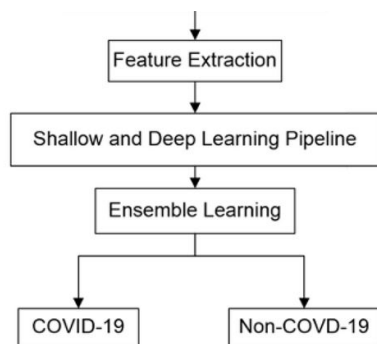 Feature Extraction
Shallow and Deep Learning Pipeline
Ensemble Learning
COVID-19
Non-COVD-19